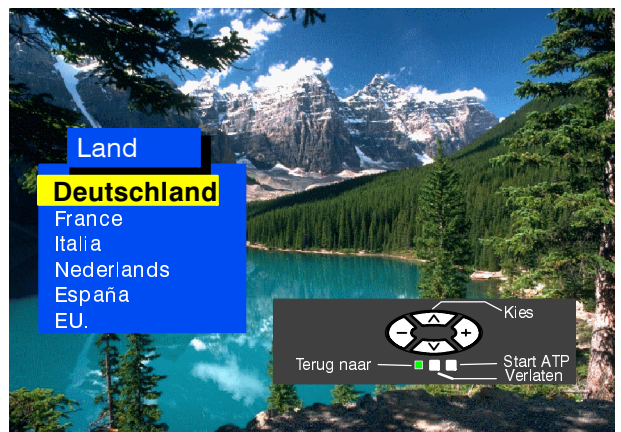 Land
Deutschland
France
Italia
Nederlands
España
EU.
Kies
Terug naar
Start ATP
Verlaten